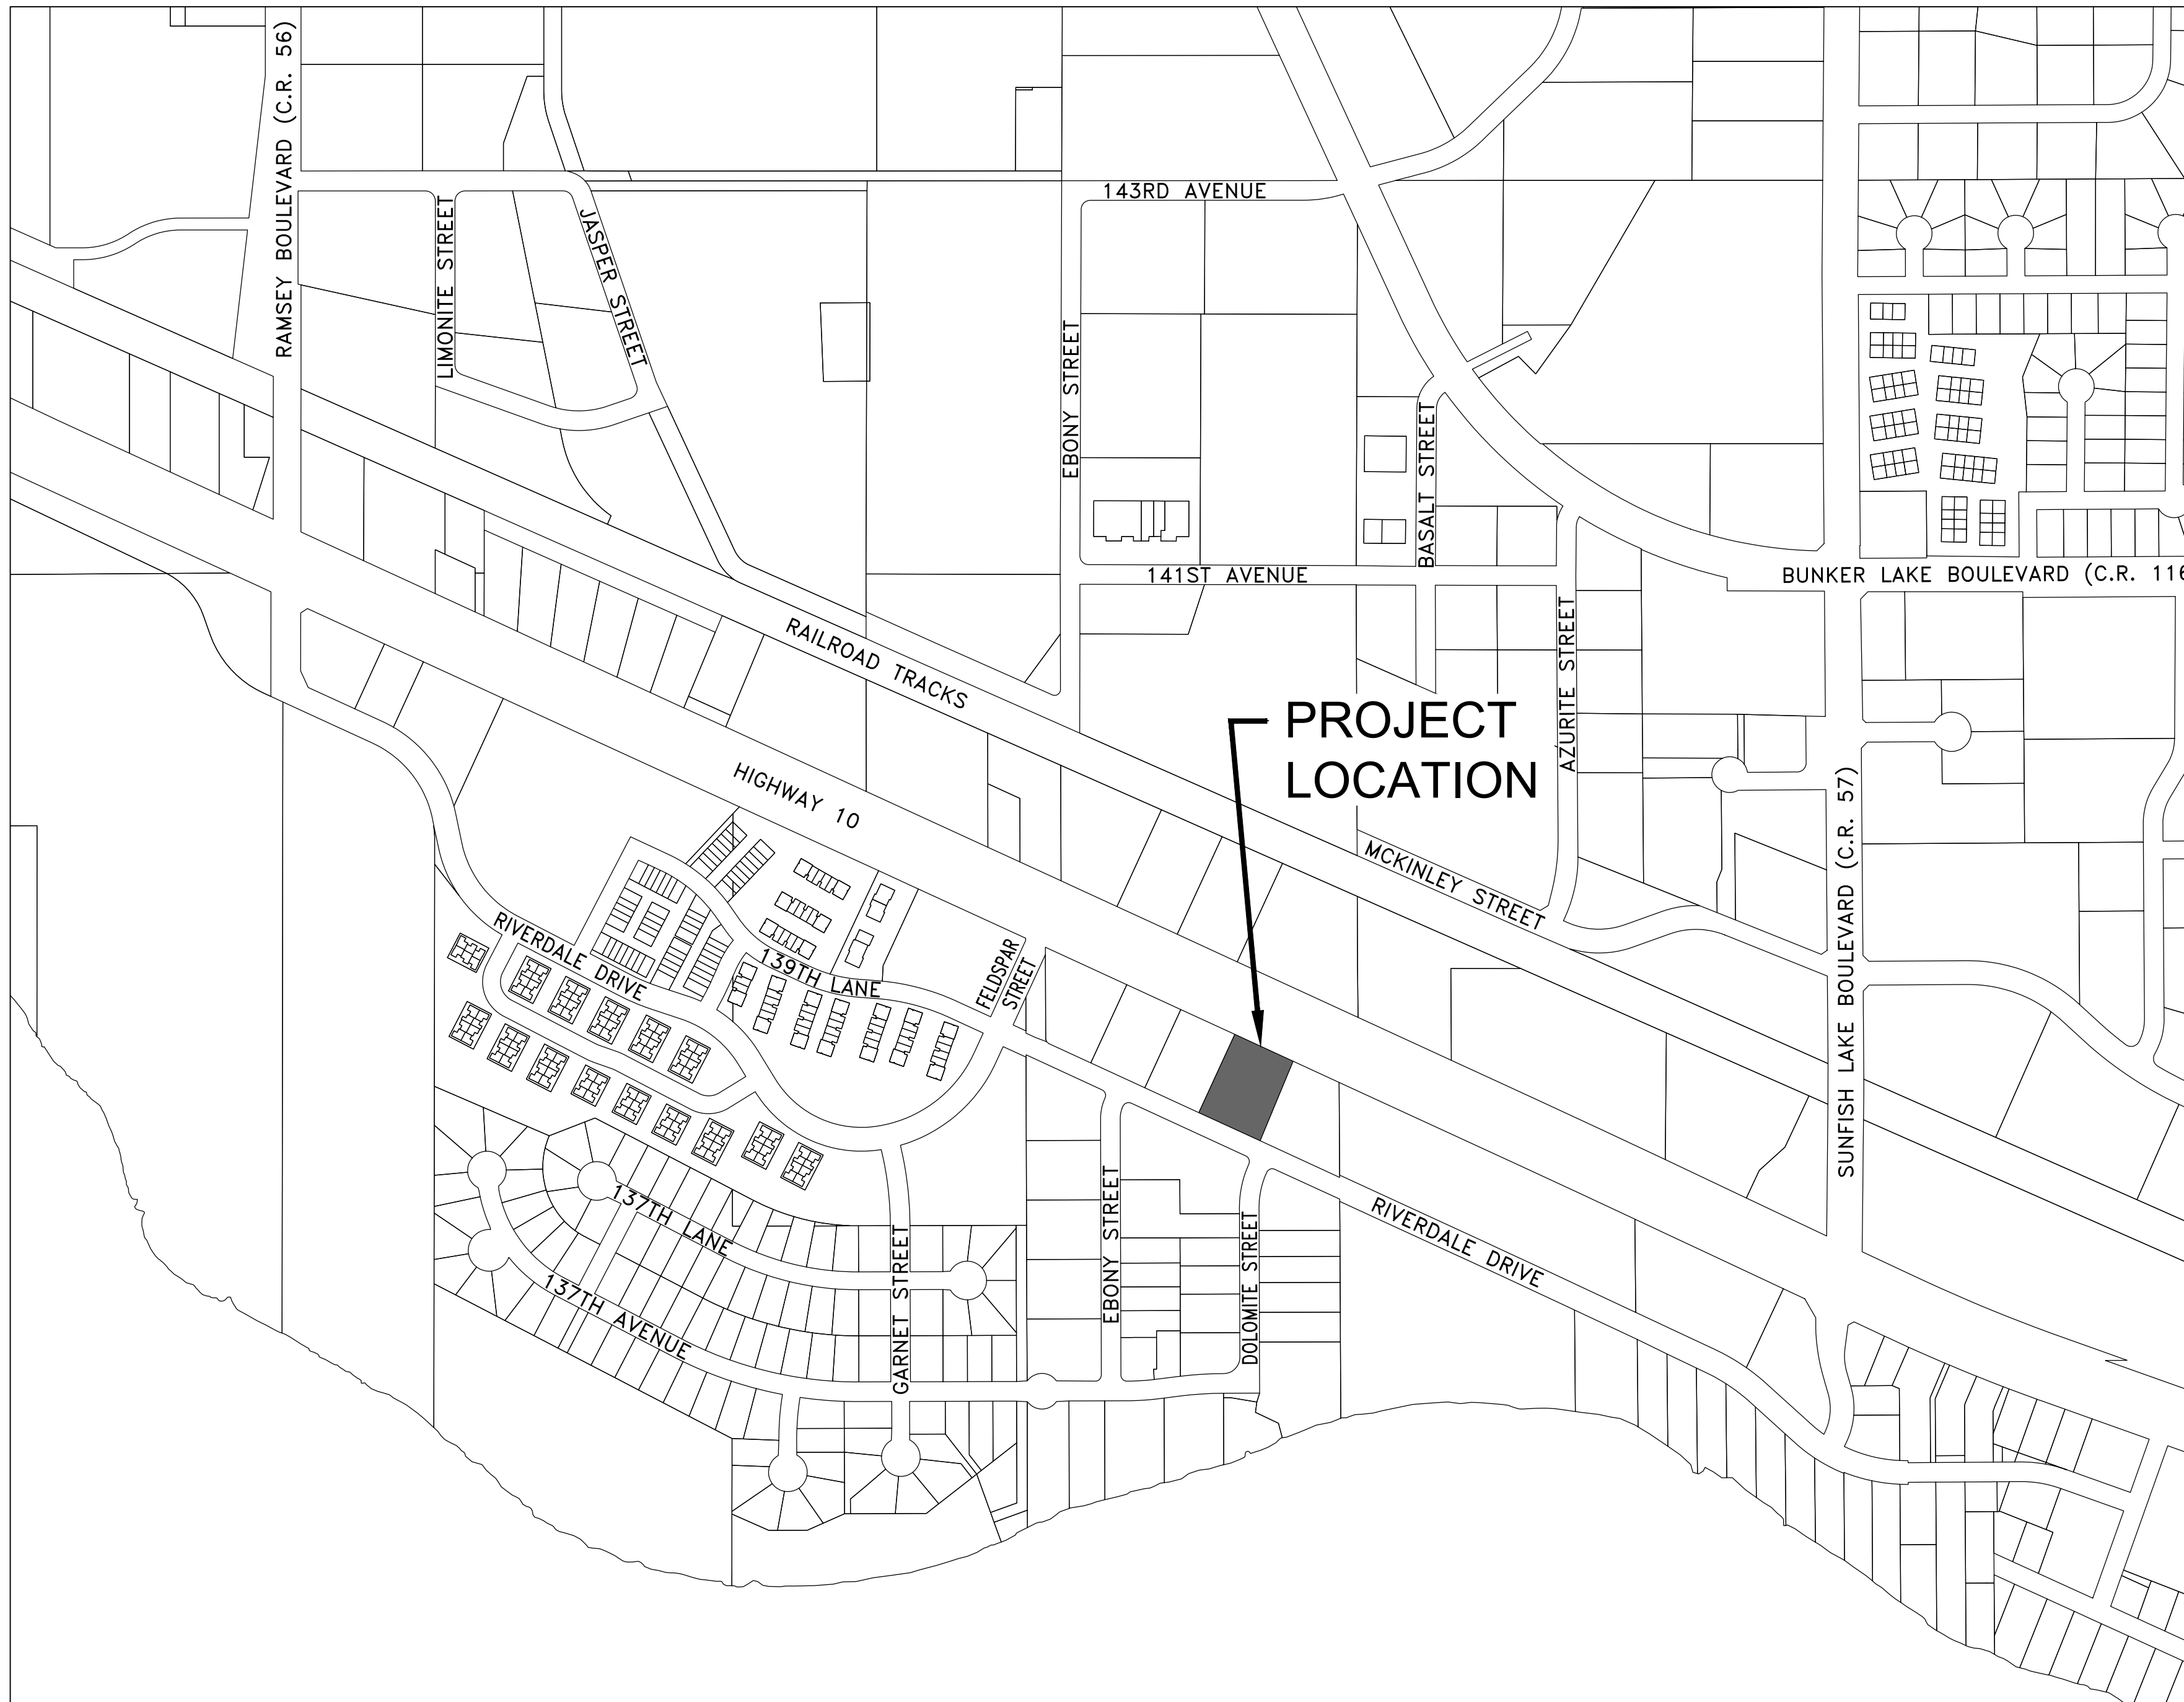 RAMSEY BOULEVARD (C.R. 56)
143RD AVENUE
LIMONITE STREET
JASPER STREET
EBONY STREET
BASALT STREET
141ST AVENUE
BUNKER LAKE BOULEVARD (C.R. 116
AZURITE STREET
RAILROAD TRACKS
PROJECT
LOCATION
HIGHWAY 10
SUNFISH LAKE BOULEVARD (C.R. 57)
MCKINLEY STREET
RIVERDALE DRIVE
139TH LANE
FELDSPAR
STREET
EBONY STREET
DOLOMITE STREET
RIVERDALE DRIVE
137TH LANE
GARNET STREET
137TH AVENUE